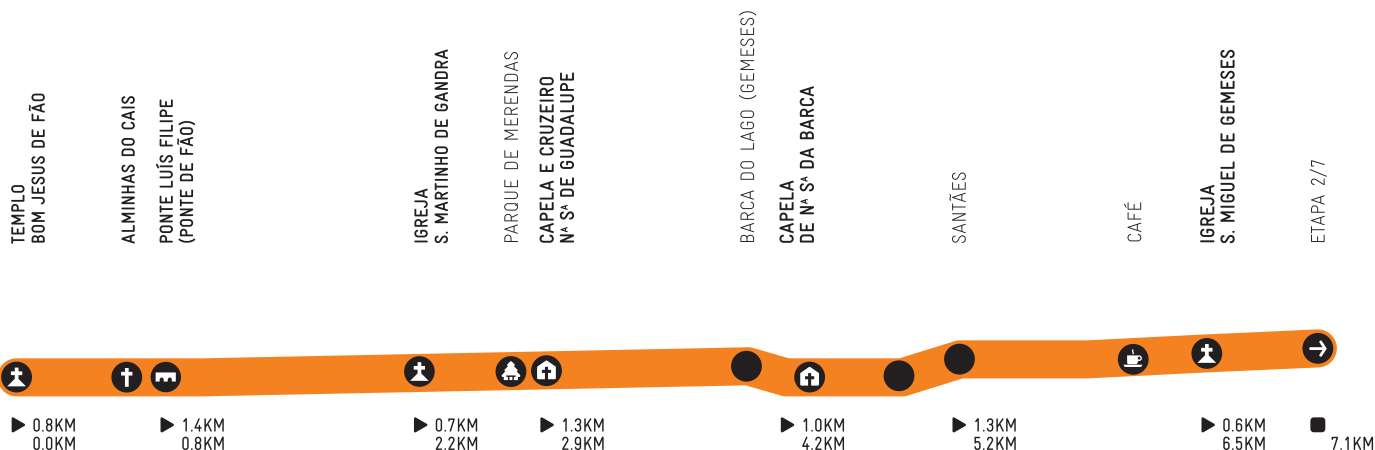 TEMPLO
BOM JESUS DE FÃO
ALMINHAS DO CAIS
PONTE LUÍS FILIPE
(PONTE DE FÃO)
IGREJA
S. MARTINHO DE GANDRA
PARQUE DE MERENDAS
CAPELA E CRUZEIRO
Nª Sª DE GUADALUPE
BARCA DO LAGO (GEMESES)
CAPELA
DE Nª Sª DA BARCA
SANTÃES
CAFÉ
IGREJA
S. MIGUEL DE GEMESES
ETAPA 2/7
0.8KM
0.0KM
1.4KM
0.8KM
0.7KM
2.2KM
1.3KM
2.9KM
1.0KM
4.2KM
1.3KM
5.2KM
0.6KM
6.5KM
7.1KM